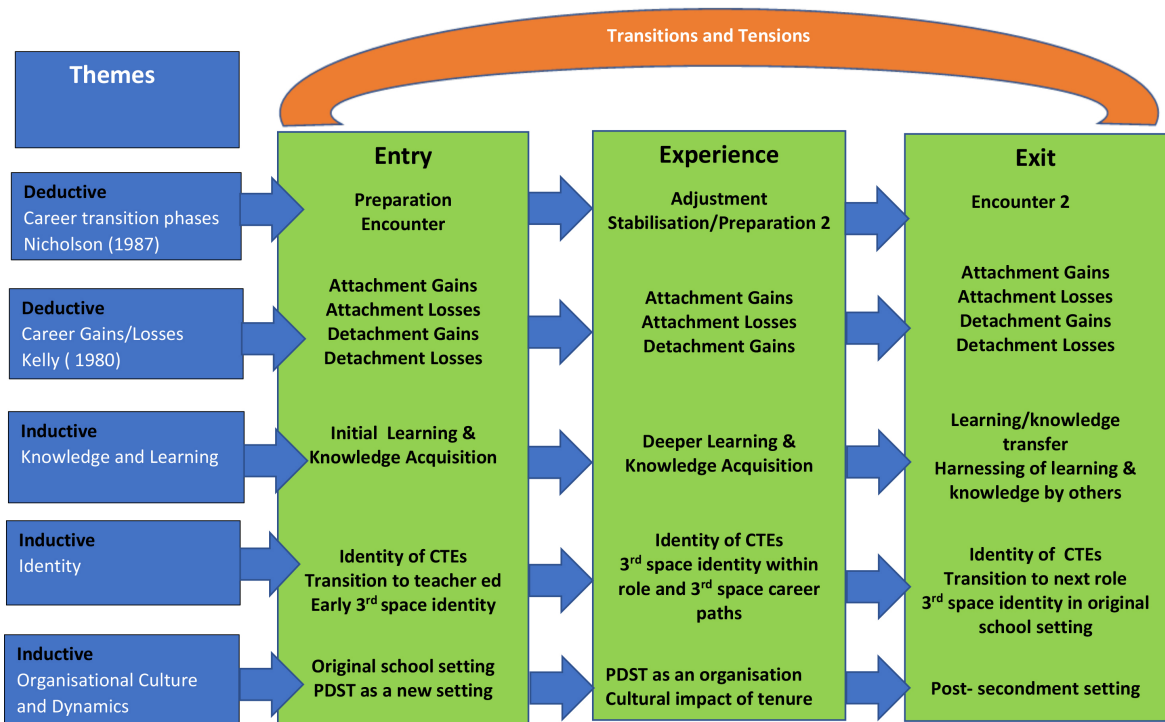 Transitions and Tensions
Themes
Entry
Experience
Exit
Deductive
Career transition phases
Nicholson (1987)
Preparation
Encounter
Adjustment
Stabilisation/Preparation 2
Encounter 2
Deductive
Career Gains/Losses
Kelly ( 1980)
Attachment Gains
Attachment Losses
Detachment Gains
Detachment Losses
Attachment Gains
Attachment Losses
Detachment Gains
Attachment Gains
Attachment Losses
Detachment Gains
Detachment Losses
Inductive
Knowledge and Learning
Initial Learning &
Knowledge Acquisition
Deeper Learning &
Knowledge Acquisition
Learning/knowledge
transfer
Harnessing of learning &
knowledge by others
Inductive
Identity
Identity of CTEs
Transition to teacher ed
Early 3rd space identity
Identity of CTEs
3rd space identity within
role and 3rd space career
paths
Identity of CTEs
Transition to next role
3rd space identity in original
school setting
Inductive
Organisational Culture
and Dynamics
Original school setting
PDST as a new setting
PDST as an organisation
Cultural impact of tenure
Post- secondment setting